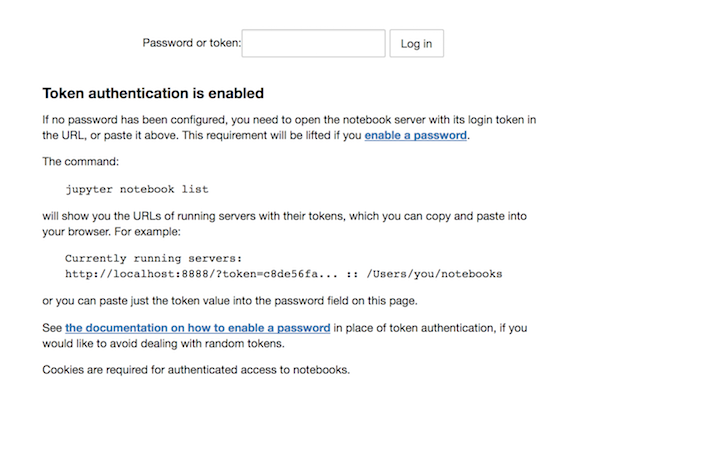 Password or token: Log in
Token authentication is enabled
If no password has been configured, you need to open the notebook server with its login token in
the URL, or paste it above. This requirement will be lifted if you enable a password.
The command:
jupyter notebook list
will show you the URLs of running servers with their tokens, which you can copy and paste into
your browser. For example:
Currently running servers:
http://localhost:8888/?token=c8de56fa... :: /Users/you/notebooks
or you can paste just the token value into the password field on this page.
See the documentation on how to enable a password in place of token authentication, if you
would like to avoid dealing with random tokens.
Cookies are required for authenticated access to notebooks.